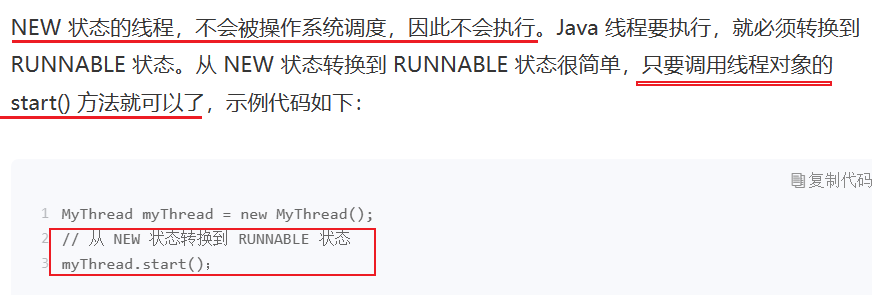 NEW 状态的线程，不会被操作系统调度，因此不会执行。Java 线程要执行，就必须转换到
RUNNABLE 状态。从 NEW 状态转换到 RUNNABLE 状态很简单，只要调用线程对象的
start() 方法就可以了，示例代码如下：
复制代码
1 MyThread myThread = new MyThread();
2 // 从 NEW 状态转换到 RUNNABLE 状态
3 myThread.start();